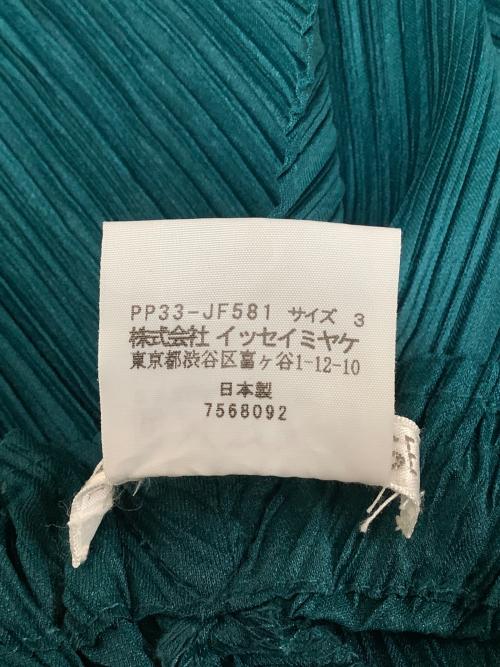 PP33-JF581 サイズ 3
株式会社 イッセイミヤケ
東京都渋谷区富ヶ谷1-12-10
日本製
7568092